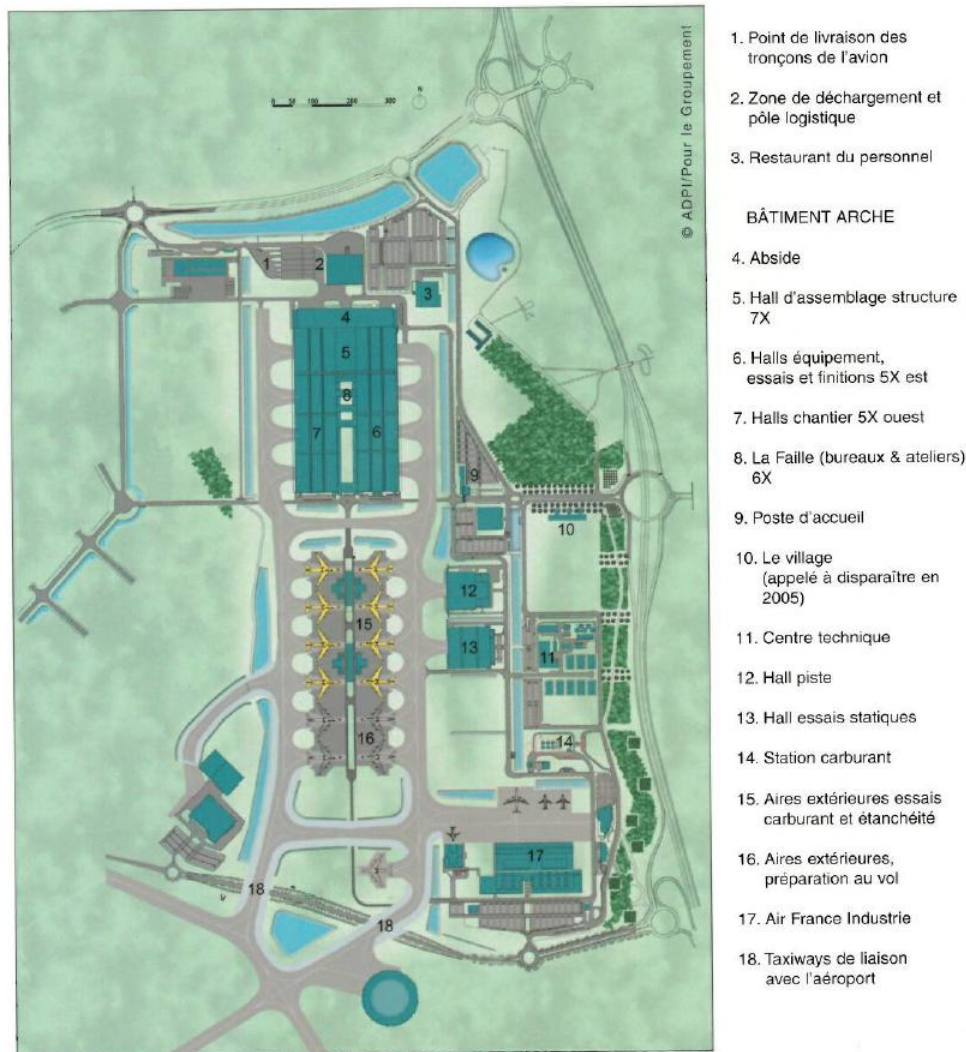 © ADPI/Pour le Groupement
0 50 100 200 300
N
1
2
3
4
5
8
7
6
9
10
12
15
13
11
14
16
17
18
18
1. Point de livraison des
tronçons de l'avion
2. Zone de déchargement et
pôle logistique
3. Restaurant du personnel
BÂTIMENT ARCHE
4. Abside
5. Hall d'assemblage structure
7X
6. Halls équipement,
essais et finitions 5X est
7. Halls chantier 5X ouest
8. La Faille (bureaux & ateliers)
6X
9. Poste d'accueil
10. Le village
(appelé à disparaître en
2005)
11. Centre technique
12. Hall piste
13. Hall essais statiques
14. Station carburant
15. Aires extérieures essais
carburant et étanchéité
16. Aires extérieures,
préparation au vol
17. Air France Industrie
18. Taxiways de liaison
avec l'aéroport